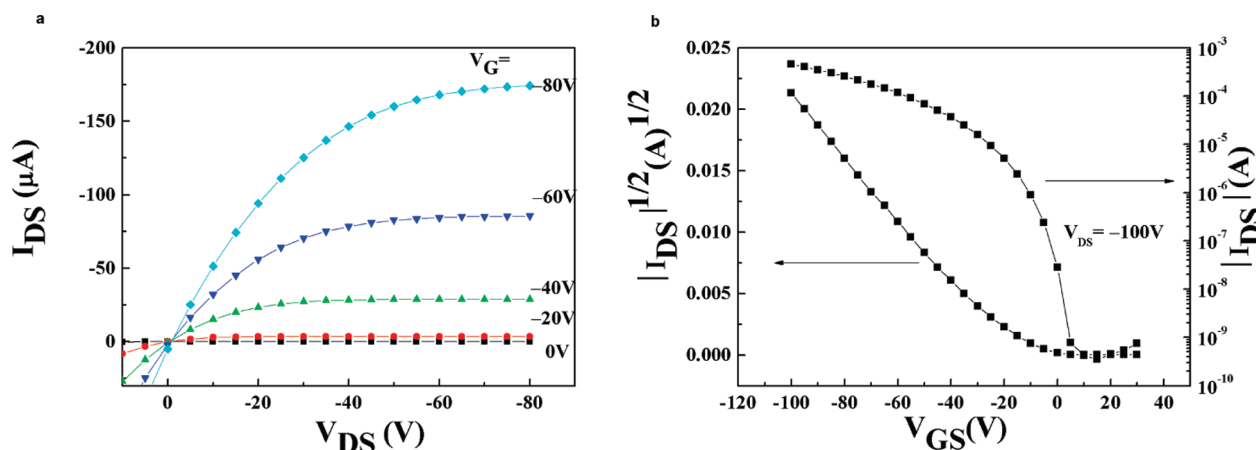 a
I_DS (µA)
-200
-150
-100
-50
0
V_G=
–80V
–60V
–40V
–20V
0V
0 -20 -40 -60 -80
V_DS (V)
b
|I_DS|^1/2(A)^1/2
0.025
0.020
0.015
0.010
0.005
0.000
V_DS= –100V
10^-3
10^-4
10^-5
10^-6
10^-7
10^-8
10^-9
10^-10
|I_DS|(A)
-120 -100 -80 -60 -40 -20 0 20 40
V_GS(V)